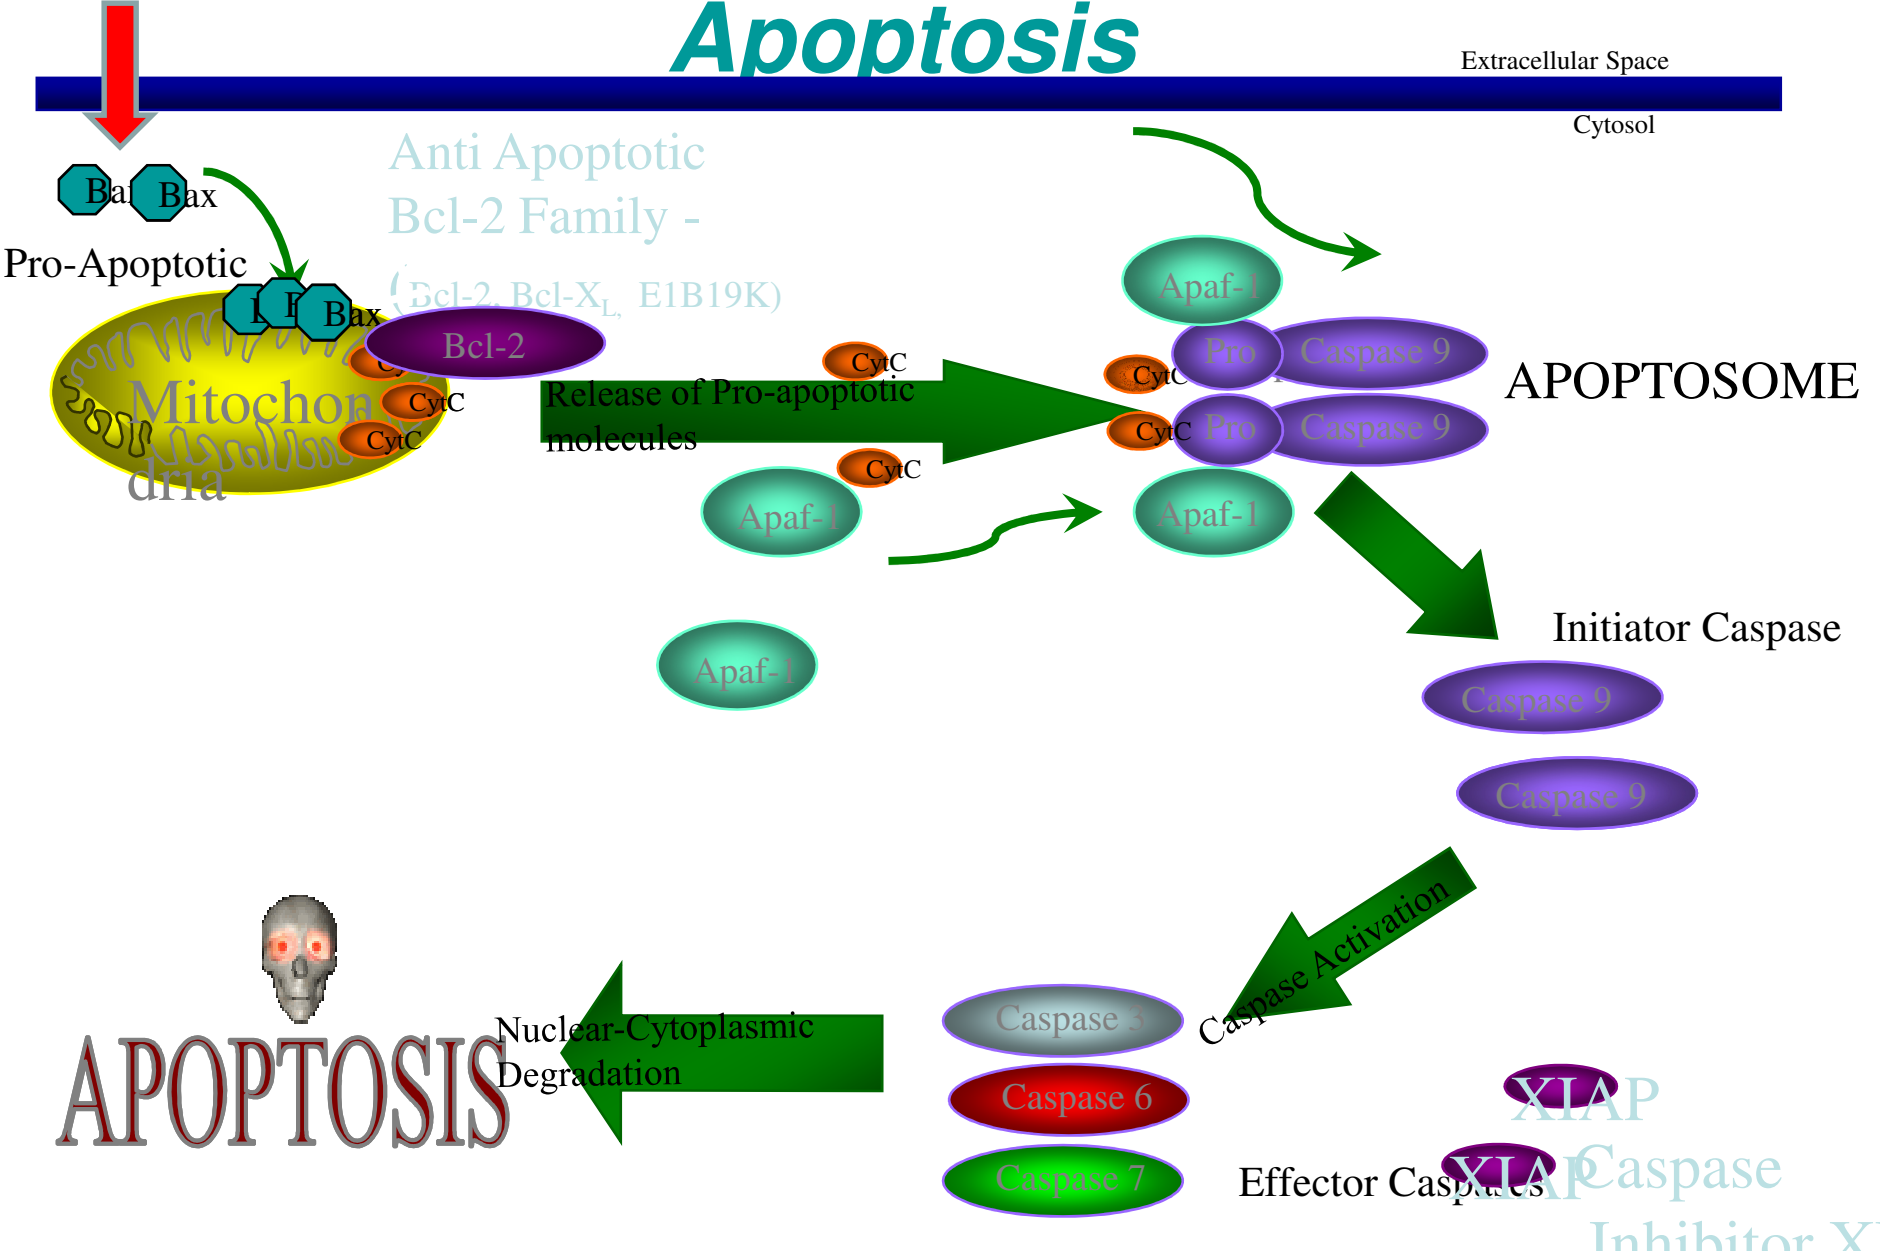 Apoptosis
Extracellular Space
Cytosol
Anti Apoptotic
Bcl-2 Family -
(Bcl-2, Bcl-XL, E1B19K)
Bax
Bax
Pro-Apoptotic
Bax
Bcl-2
Mitochon
dria
CytC
CytC
CytC
Release of Pro-apoptotic
molecules
CytC
Apaf-1
Apaf-1
Apaf-1
CytC
Pro
Caspase 9
CytC
Pro
Caspase 9
Apaf-1
APOPTOSOME
Initiator Caspase
Caspase 9
Caspase 9
Caspase Activation
Caspase 3
Caspase 6
Caspase 7
Effector Caspases
XIAP
XIAP
Caspase
Inhibitor
Nuclear-Cytoplasmic
Degradation
APOPTOSIS